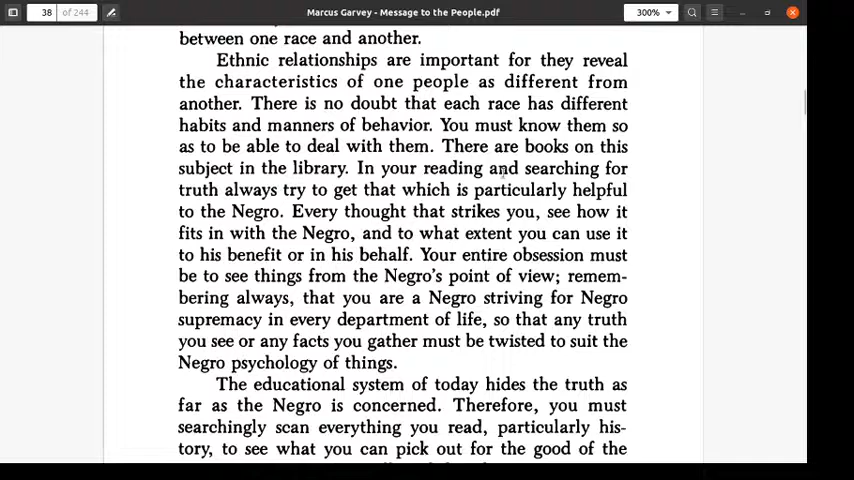 38 of 244
Marcus Garvey - Message to the People.pdf
300%
between one race and another.
Ethnic relationships are important for they reveal
the characteristics of one people as different from
another. There is no doubt that each race has different
habits and manners of behavior. You must know them so
as to be able to deal with them. There are books on this
subject in the library. In your reading and searching for
truth always try to get that which is particularly helpful
to the Negro. Every thought that strikes you, see how it
fits in with the Negro, and to what extent you can use it
to his benefit or in his behalf. Your entire obsession must
be to see things from the Negro's point of view; remem-
bering always, that you are a Negro striving for Negro
supremacy in every department of life, so that any truth
you see or any facts you gather must be twisted to suit the
Negro psychology of things.
The educational system of today hides the truth as
far as the Negro is concerned. Therefore, you must
searchingly scan everything you read, particularly his-
tory, to see what you can pick out for the good of the